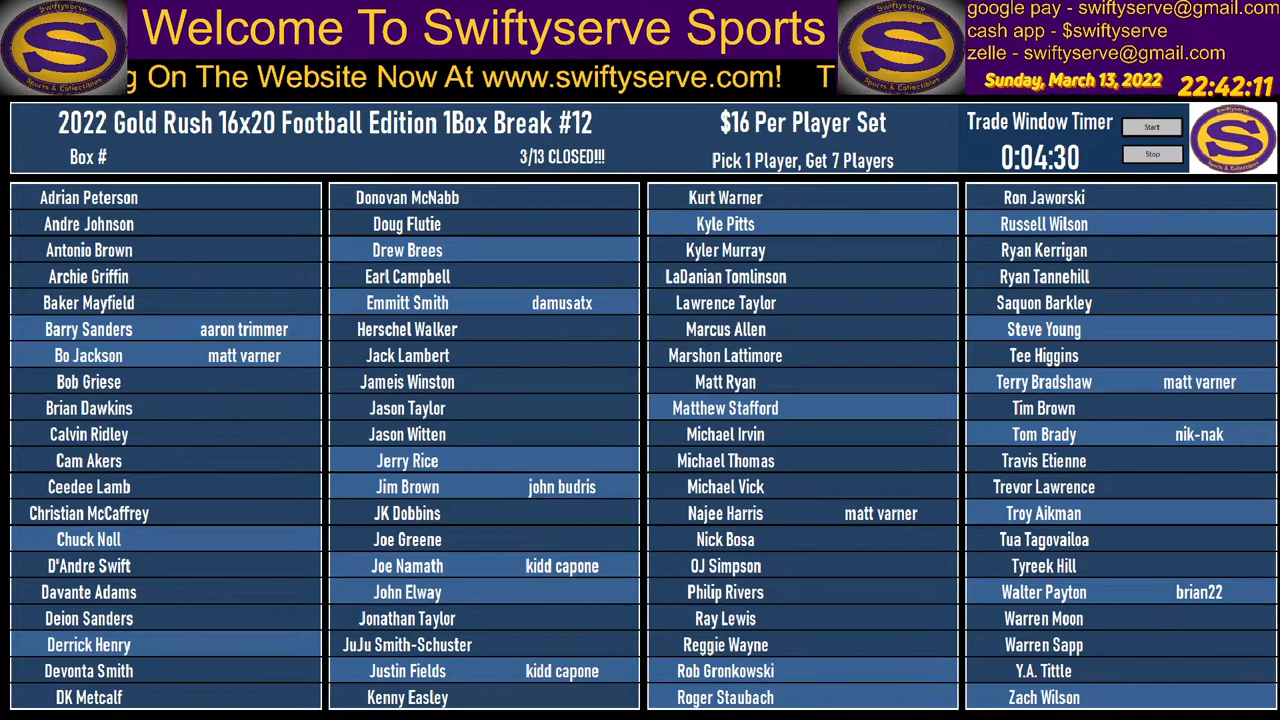 Welcome To Swiftyserve Sports
g On The Website Now At www.swiftyserve.com! T
google pay - swiftyserve@gmail.com
cash app - $swiftyserve
zelle - swiftyserve@gmail.com
Sunday, March 13, 2022 22:42:11
S
Sports & Collectibles
S
Sports & Collectibles
2022 Gold Rush 16x20 Football Edition 1Box Break #12
Box #
3/13 CLOSED!!!
$16 Per Player Set
Pick 1 Player, Get 7 Players
Trade Window Timer
0:04:30
Start
Stop
Swiftyserve
S
Sports & Collectibles
Adrian Peterson
Andre Johnson
Antonio Brown
Archie Griffin
Baker Mayfield
Barry Sanders aaron trimmer
Bo Jackson matt varner
Bob Griese
Brian Dawkins
Calvin Ridley
Cam Akers
Ceedee Lamb
Christian McCaffrey
Chuck Noll
D'Andre Swift
Davante Adams
Deion Sanders
Derrick Henry
Devonta Smith
DK Metcalf
Donovan McNabb
Doug Flutie
Drew Brees
Earl Campbell
Emmitt Smith damusatx
Herschel Walker
Jack Lambert
Jameis Winston
Jason Taylor
Jason Witten
Jerry Rice
Jim Brown john budris
JK Dobbins
Joe Greene
Joe Namath kidd capone
John Elway
Jonathan Taylor
JuJu Smith-Schuster
Justin Fields kidd capone
Kenny Easley
Kurt Warner
Kyle Pitts
Kyler Murray
LaDanian Tomlinson
Lawrence Taylor
Marcus Allen
Marshon Lattimore
Matt Ryan
Matthew Stafford
Michael Irvin
Michael Thomas
Michael Vick
Najee Harris matt varner
Nick Bosa
OJ Simpson
Philip Rivers
Ray Lewis
Reggie Wayne
Rob Gronkowski
Roger Staubach
Ron Jaworski
Russell Wilson
Ryan Kerrigan
Ryan Tannehill
Saquon Barkley
Steve Young
Tee Higgins
Terry Bradshaw matt varner
Tim Brown
Tom Brady nik-nak
Travis Etienne
Trevor Lawrence
Troy Aikman
Tua Tagovailoa
Tyreek Hill
Walter Payton brian22
Warren Moon
Warren Sapp
Y.A. Tittle
Zach Wilson